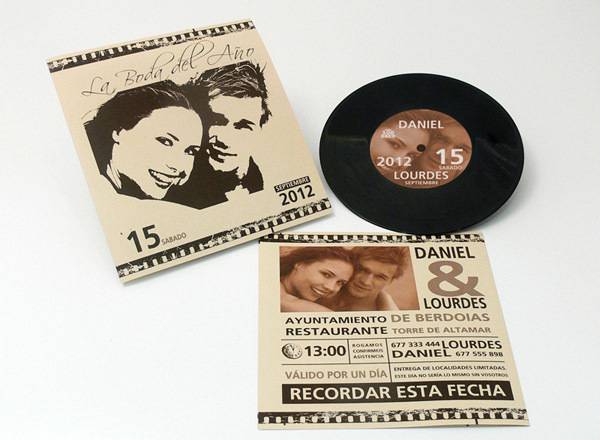 La Boda del Año
15 SABADO
SEPTIEMBRE
2012
DANIEL
2012
15
SABADO
LOURDES
SEPTIEMBRE
DANIEL
&
LOURDES
AYUNTAMIENTO DE BERDOIAS
RESTAURANTE TORRE DE ALTAMAR
13:00
ROGAMOS
CONFIRMEIS
ASISTENCIA
677 333 444 LOURDES
DANIEL 677 555 898
VÁLIDO POR UN DÍA
ENTREGA DE LOCALIDADES LIMITADAS.
ESTE DIA NO SERÍA LO MISMO SIN VOSOTROS
RECORDAR ESTA FECHA